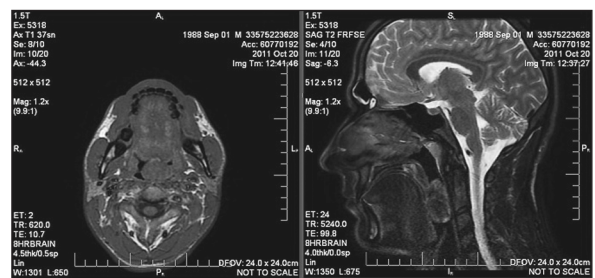 1.5T
Ex: 5318
Ax T1 37sn
Se: 8/10
Im: 10/20
Ax: -44.3
512 x 512
Mag: 1.2x
(9.9:1)
A
1988 Sep 01 M 33575223628
Acc: 60770192
2011 Oct 20
Img Tm: 12:41:46
R
L
ET: 2
TR: 620.0
TE: 10.7
8HRBRAIN
4.5thk/0.5sp
Lin
W:1301 L:650
P
DFOV: 24.0 x 24.0cm
NOT TO SCALE
1.5T
Ex: 5318
SAG T2 FRFSE
Se: 4/10
Im: 11/20
Sag: -6.3
512 x 512
Mag: 1.2x
(9.9:1)
S
1988 Sep 01 M 33575223628
Acc: 60770192
2011 Oct 20
Img Tm: 12:37:27
A
P
ET: 24
TR: 5240.0
TE: 99.8
8HRBRAIN
4.0thk/0.5sp
Lin
W:1350 L:675
I
DFOV: 24.0 x 24.0cm
NOT TO SCALE